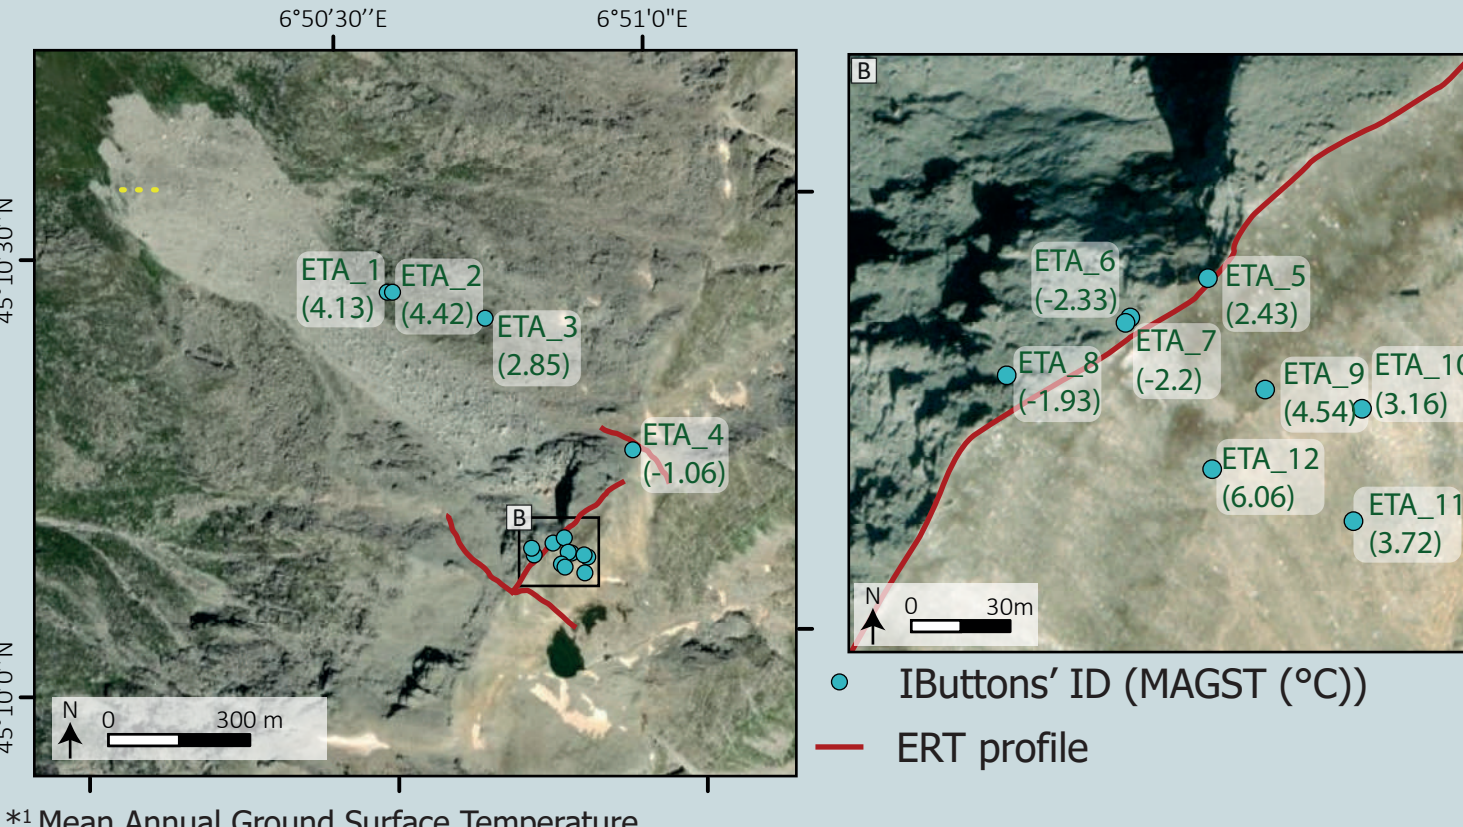 6°50’30’’E
6°51'0"E
45°10'30''N
45°10'0''N
ETA_1
(4.13)
ETA_2
(4.42)
ETA_3
(2.85)
ETA_4
(-1.06)
B
N
0
300 m
B
ETA_6
(-2.33)
ETA_5
(2.43)
ETA_7
(-2.2)
ETA_8
(-1.93)
ETA_9
(4.54)
ETA_10
(3.16)
ETA_12
(6.06)
ETA_11
(3.72)
N
0
30m
IButtons’ ID (MAGST (°C))
ERT profile
*1 Mean Annual Ground Surface Temperature